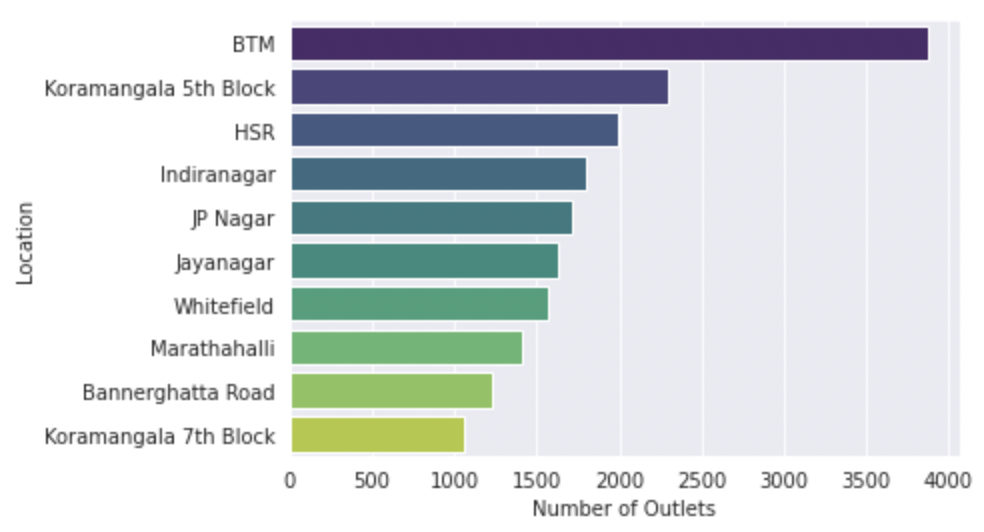 BTM
Koramangala 5th Block
HSR
Indiranagar
JP Nagar
Jayanagar
Whitefield
Marathahalli
Bannerghatta Road
Koramangala 7th Block
Location
0 500 1000 1500 2000 2500 3000 3500 4000
Number of Outlets